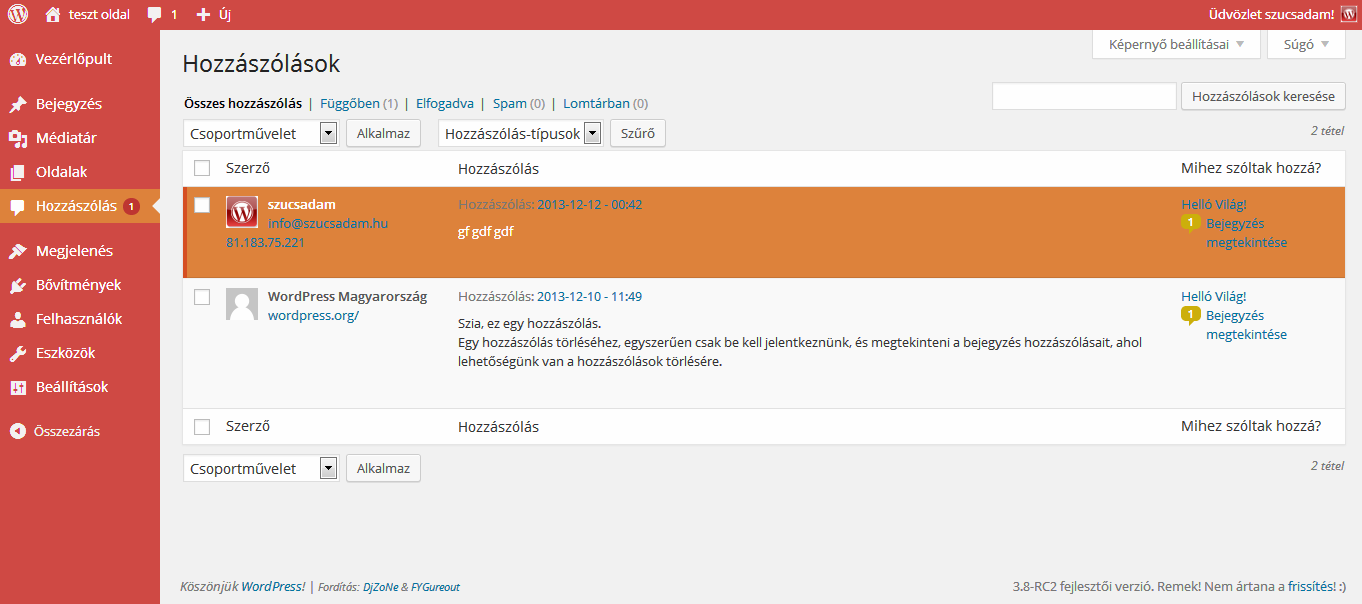 teszt oldal 1 Új Üdvözlet szucsadam!
Vezérlőpult
Bejegyzés
Médiatár
Oldalak
Hozzászólás 1
Megjelenés
Bővítmények
Felhasználók
Eszközök
Beállítások
Összezárás
Képernyő beállításai Súgó
Hozzászólások
Összes hozzászólás | Függőben (1) | Elfogadva | Spam (0) | Lomtárban (0)
Hozzászólások keresése
Csoportművelet Alkalmaz Hozzászólás-típusok Szűrő
2 tétel
Szerző Hozzászólás Mihez szóltak hozzá?
szucsadam
info@szucsadam.hu
81.183.75.221
Hozzászólás: 2013-12-12 - 00:42
gf gdf gdf
Helló Világ!
1 Bejegyzés
megtekintése
WordPress Magyarország
wordpress.org/
Hozzászólás: 2013-12-10 - 11:49
Szia, ez egy hozzászólás.
Egy hozzászólás törléséhez, egyszerűen csak be kell jelentkeznünk, és megtekinteni a bejegyzés hozzászólásait, ahol
lehetőségünk van a hozzászólások törlésére.
Helló Világ!
1 Bejegyzés
megtekintése
Szerző Hozzászólás Mihez szóltak hozzá?
Csoportművelet Alkalmaz
2 tétel
Köszönjük WordPress! | Fordítás: DjZoNe & FYGureout
3.8-RC2 fejlesztői verzió. Remek! Nem ártana a frissítés! :)